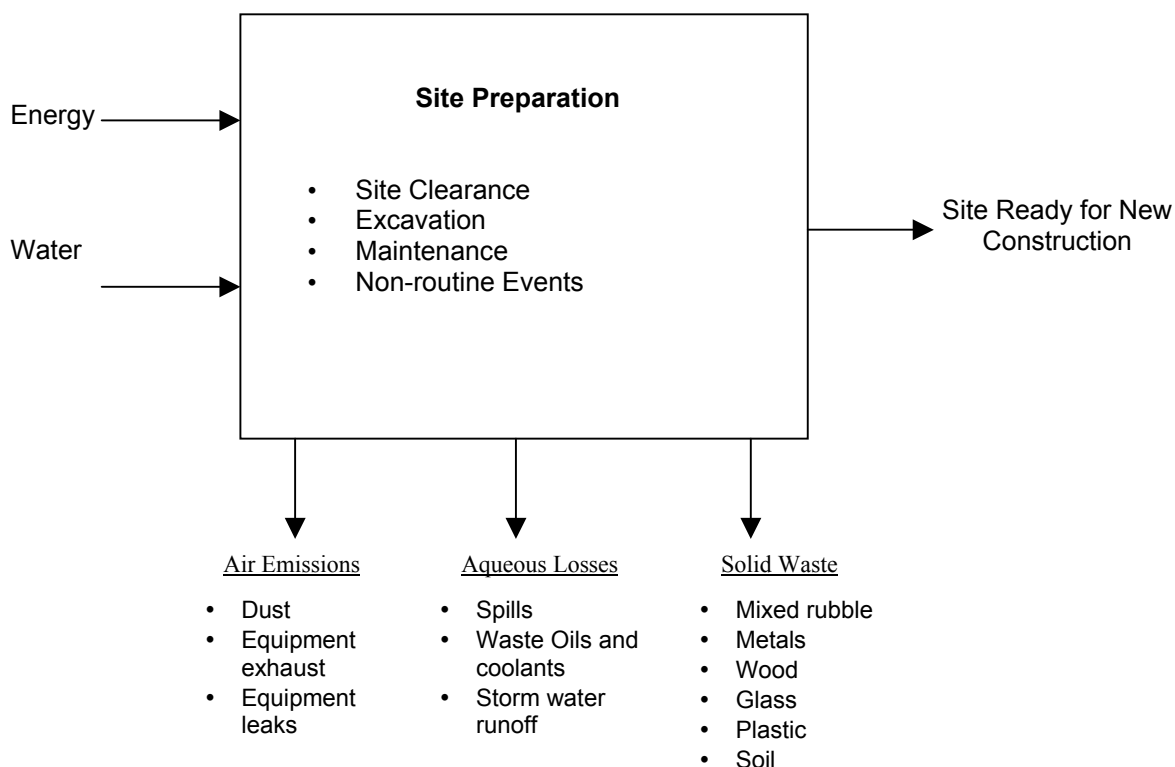 Site Preparation
Energy
• Site Clearance
• Excavation
• Maintenance
• Non-routine Events
Water
Site Ready for New
Construction
Air Emissions
• Dust
• Equipment
exhaust
• Equipment
leaks
Aqueous Losses
• Spills
• Waste Oils and
coolants
• Storm water
runoff
Solid Waste
• Mixed rubble
• Metals
• Wood
• Glass
• Plastic
• Soil